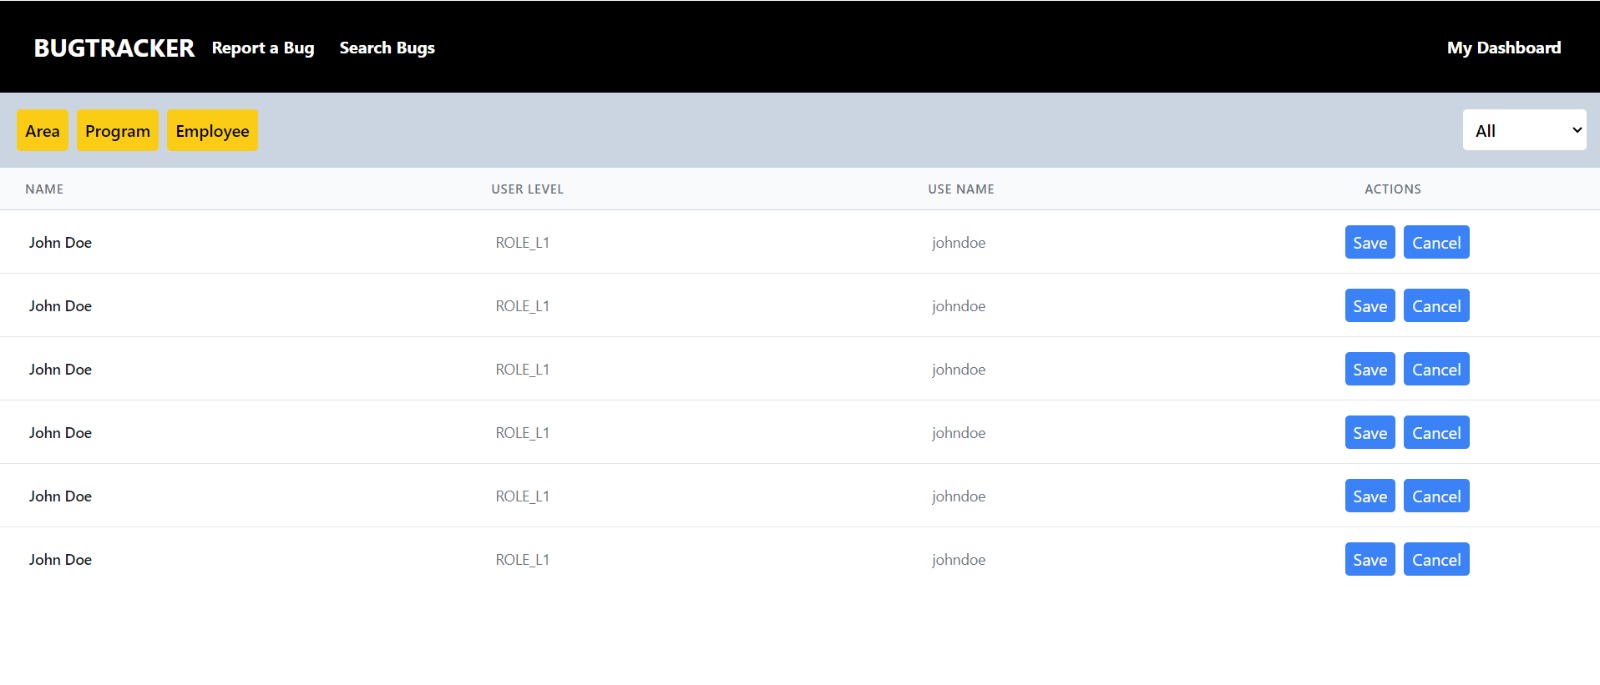 BUGTRACKER Report a Bug Search Bugs My Dashboard
Area Program Employee All
NAME USER LEVEL USE NAME ACTIONS
John Doe ROLE_L1 johndoe Save Cancel
John Doe ROLE_L1 johndoe Save Cancel
John Doe ROLE_L1 johndoe Save Cancel
John Doe ROLE_L1 johndoe Save Cancel
John Doe ROLE_L1 johndoe Save Cancel
John Doe ROLE_L1 johndoe Save Cancel